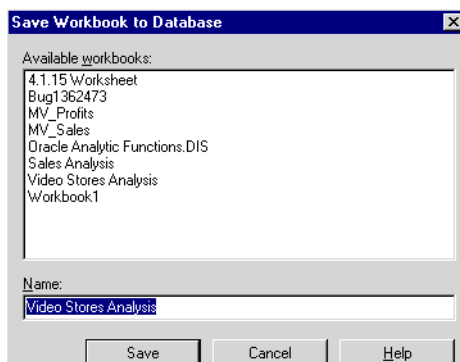 Save Workbook to Database
Available workbooks:
4.1.15 Worksheet
Bug1362473
MV_Profits
MV_Sales
Oracle Analytic Functions.DIS
Sales Analysis
Video Stores Analysis
Workbook1
Name:
Video Stores Analysis
Save Cancel Help